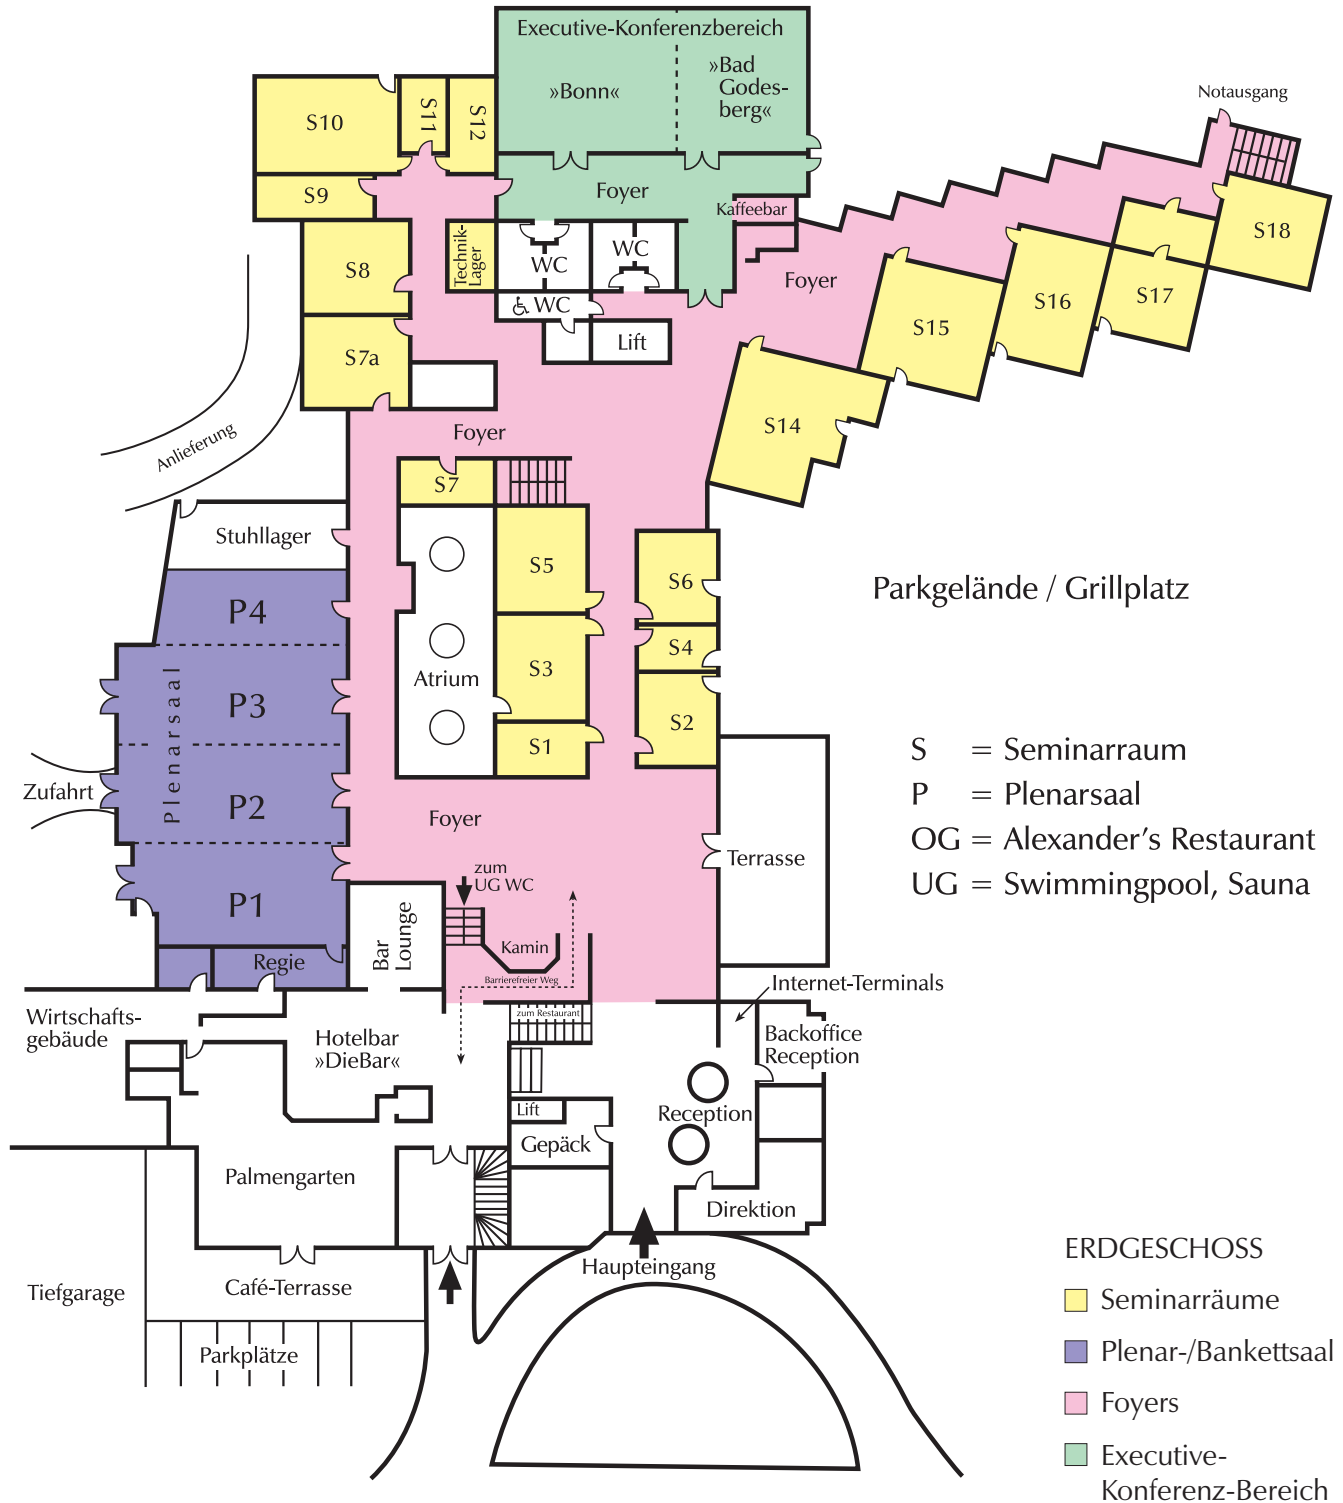 Executive-Konferenzbereich
»Bonn«
»Bad
Godes-
berg«
Notausgang
S10
S11
S12
S9
Foyer
Kaffeebar
S8
Technik-
Lager
WC
WC
WC
Lift
S7a
Foyer
S18
S17
S16
S15
S14
Anlieferung
Foyer
S7
Stuhllager
S5
S6
P4
Parkgelände / Grillplatz
S3
S4
Atrium
P3
Plenarsaal
S2
S1
S = Seminarraum
P = Plenarsaal
OG = Alexander's Restaurant
UG = Swimmingpool, Sauna
Zufahrt
P2
Foyer
Terrasse
zum
UG WC
P1
Bar
Lounge
Kamin
Regie
Barrierefreier Weg
Internet-Terminals
zum Restaurant
Wirtschafts-
gebäude
Hotelbar
»DieBar«
Backoffice
Reception
Reception
Lift
Gepäck
Palmengarten
Direktion
Haupteingang
Tiefgarage
Café-Terrasse
Parkplätze
ERDGESCHOSS
Seminarräume
Plenar-/Bankettsaal
Foyers
Executive-
Konferenz-Bereich